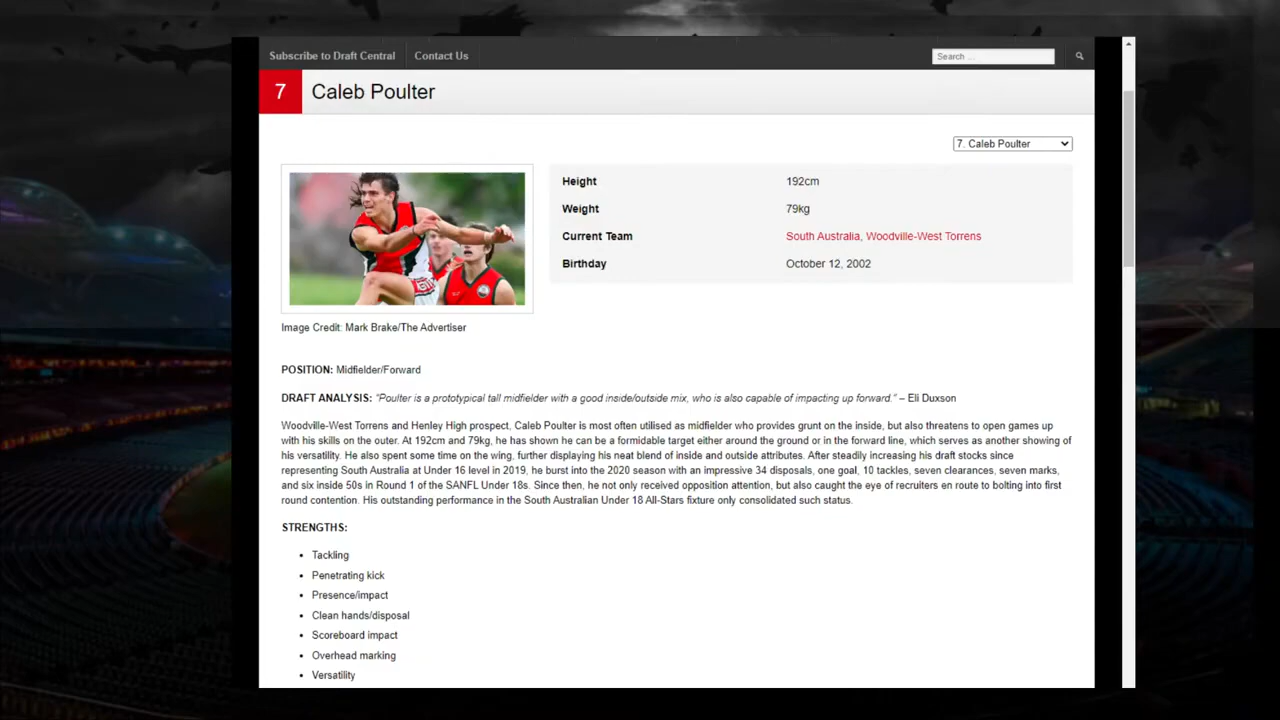 Subscribe to Draft Central
Contact Us
Search ...
7
Caleb Poulter
7. Caleb Poulter
Height 192cm
Weight 79kg
Current Team South Australia, Woodville-West Torrens
Birthday October 12, 2002
Image Credit: Mark Brake/The Advertiser
POSITION: Midfielder/Forward
DRAFT ANALYSIS: “Poulter is a prototypical tall midfielder with a good inside/outside mix, who is also capable of impacting up forward.” – Eli Duxson
Woodville-West Torrens and Henley High prospect, Caleb Poulter is most often utilised as midfielder who provides grunt on the inside, but also threatens to open games up
with his skills on the outer. At 192cm and 79kg, he has shown he can be a formidable target either around the ground or in the forward line, which serves as another showing of
his versatility. He also spent some time on the wing, further displaying his neat blend of inside and outside attributes. After steadily increasing his draft stocks since
representing South Australia at Under 16 level in 2019, he burst into the 2020 season with an impressive 34 disposals, one goal, 10 tackles, seven clearances, seven marks,
and six inside 50s in Round 1 of the SANFL Under 18s. Since then, he not only received opposition attention, but also caught the eye of recruiters en route to bolting into first
round contention. His outstanding performance in the South Australian Under 18 All-Stars fixture only consolidated such status.
STRENGTHS:
• Tackling
• Penetrating kick
• Presence/impact
• Clean hands/disposal
• Scoreboard impact
• Overhead marking
• Versatility